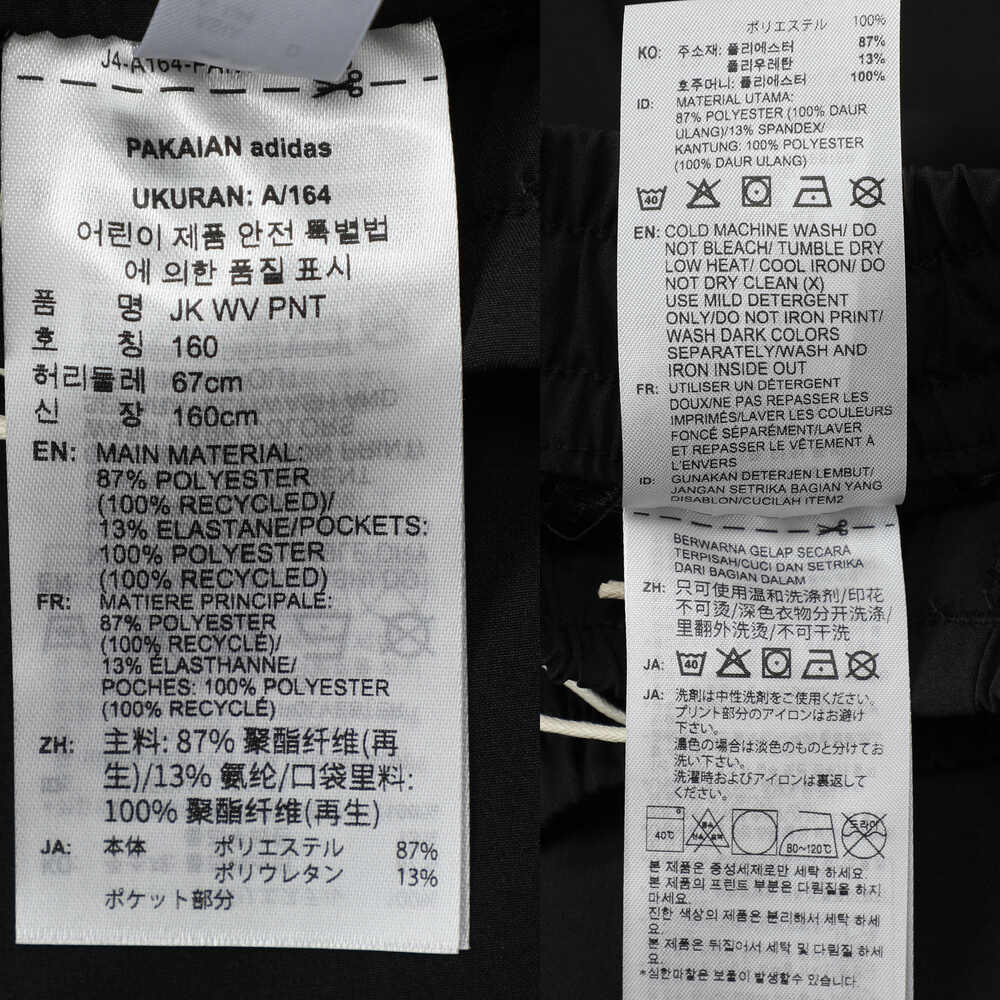 J4-A164-PAN
PAKAIAN adidas
UKURAN: A/164
어린이 제품 안전 특별법
에 의한 품질 표시
품 명 JK WV PNT
호 칭 160
허리둘레 67cm
신 장 160cm
EN: MAIN MATERIAL:
87% POLYESTER
(100% RECYCLED)/
13% ELASTANE/POCKETS:
100% POLYESTER
(100% RECYCLED)
FR: MATIERE PRINCIPALE:
87% POLYESTER
(100% RECYCLÉ)/
13% ÉLASTHANNE/
POCHES: 100% POLYESTER
(100% RECYCLÉ)
ZH: 主料: 87% 聚酯纤维(再
生)/13% 氨纶/口袋里料:
100% 聚酯纤维(再生)
JA: 本体 ポリエステル 87%
ポリウレタン 13%
ポケット部分
ポリエステル 100%
KO: 주소재: 폴리에스터 87%
폴리우레탄 13%
호주머니: 폴리에스터 100%
ID: MATERIAL UTAMA:
87% POLYESTER (100% DAUR
ULANG)/13% SPANDEX/
KANTUNG: 100% POLYESTER
(100% DAUR ULANG)
40
EN: COLD MACHINE WASH/ DO
NOT BLEACH/ TUMBLE DRY
LOW HEAT/ COOL IRON/ DO
NOT DRY CLEAN (X)
USE MILD DETERGENT
ONLY/DO NOT IRON PRINT/
WASH DARK COLORS
SEPARATELY/WASH AND
IRON INSIDE OUT
FR: UTILISER UN DÉTERGENT
DOUX/NE PAS REPASSER LES
IMPRIMÉS/LAVER LES COULEURS
FONCÉ SÉPARÉMENT/LAVER
ET REPASSER LE VÊTEMENT À
L'ENVERS
ID: GUNAKAN DETERJEN LEMBUT/
JANGAN SETRIKA BAGIAN YANG
DISABLON/CUCILAH ITEM2
BERWARNA GELAP SECARA
TERPISAH/CUCI DAN SETRIKA
DARI BAGIAN DALAM
ZH: 只可使用温和洗涤剂/印花
不可烫/深色衣物分开洗涤/
里翻外洗烫/不可干洗
JA: 40
JA: 洗剤は中性洗剤をご使用ください。
プリント部分のアイロンはお避け
下さい。
濃色の場合は淡色のものと分けてお
洗い下さい。
洗濯時およびアイロンは裏返して
ください。
40℃ 80~120℃ 드라이
본 제품은 중성세제로만 세탁 하세요
본 제품의 프린트 부분은 다림질을 하지
마세요.
진한 색상의 제품은 분리해서 세탁 하세
요.
본 제품은 뒤집어서 세탁 및 다림질 하세
요.
*심한마찰은 보풀이 발생할수 있습니다.